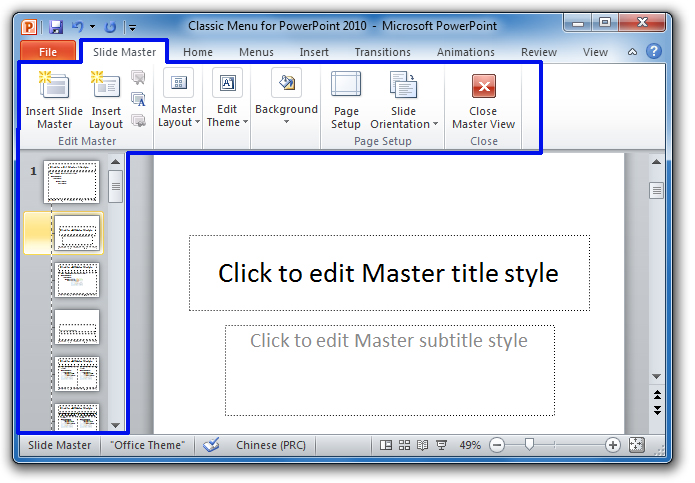 Classic Menu for PowerPoint 2010 - Microsoft PowerPoint
File Slide Master Home Menus Insert Transitions Animations Review View
Insert Slide Master
Insert Layout
Master Layout
Edit Theme
Background
Page Setup
Slide Orientation
Close Master View
Edit Master
Page Setup
Close
1
Click to edit Master title style
Click to edit Master subtitle style
Slide Master "Office Theme" Chinese (PRC) 49%